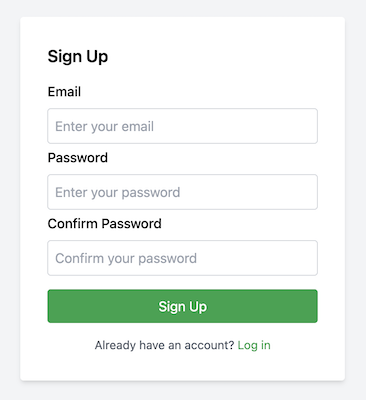 Sign Up
Email
Enter your email
Password
Enter your password
Confirm Password
Confirm your password
Sign Up
Already have an account? Log in